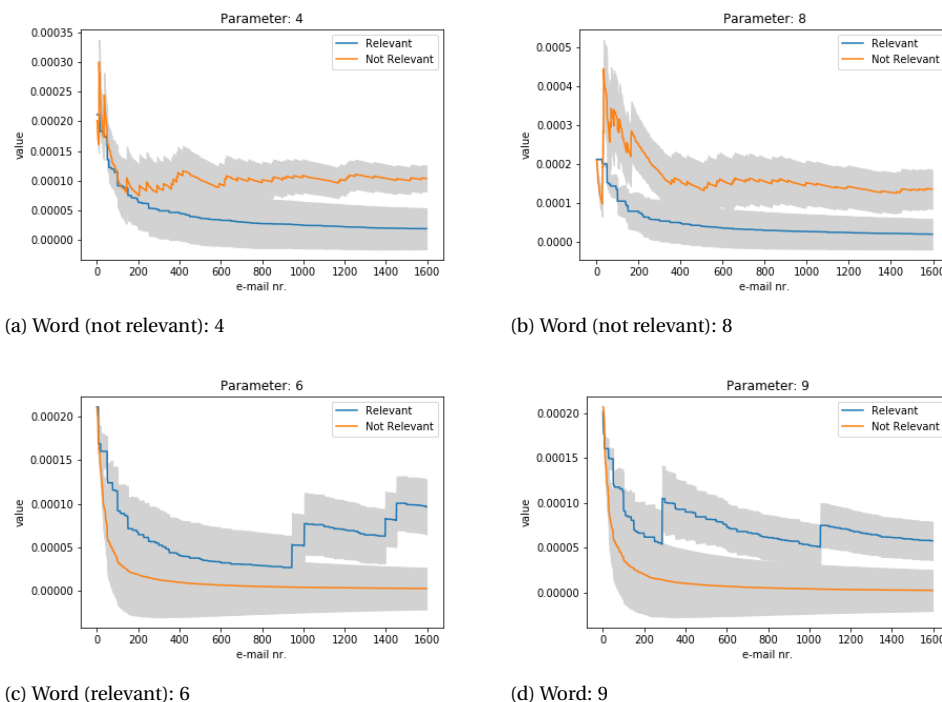 Parameter: 4
0.00035
0.00030
0.00025
0.00020
0.00015
0.00010
0.00005
0.00000
value
Relevant
Not Relevant
0 200 400 600 800 1000 1200 1400 1600
e-mail nr.
(a) Word (not relevant): 4
Parameter: 8
0.0005
0.0004
0.0003
0.0002
0.0001
0.0000
value
Relevant
Not Relevant
0 200 400 600 800 1000 1200 1400 1600
e-mail nr.
(b) Word (not relevant): 8
Parameter: 6
0.00020
0.00015
0.00010
0.00005
0.00000
value
Relevant
Not Relevant
0 200 400 600 800 1000 1200 1400 1600
e-mail nr.
(c) Word (relevant): 6
Parameter: 9
0.00020
0.00015
0.00010
0.00005
0.00000
value
Relevant
Not Relevant
0 200 400 600 800 1000 1200 1400 1600
e-mail nr.
(d) Word: 9